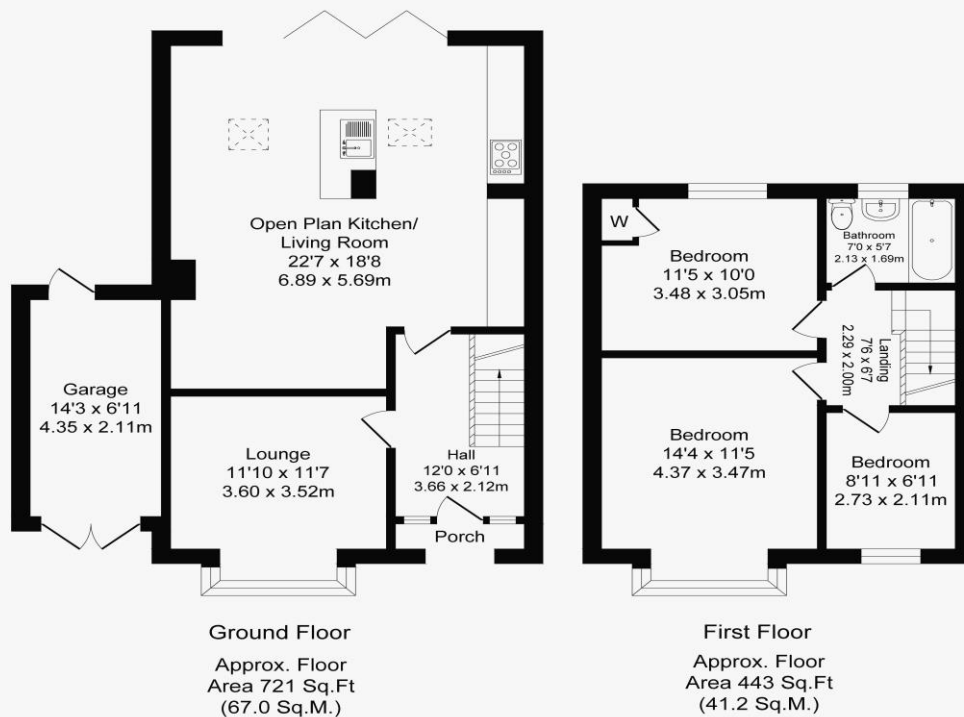 Open Plan Kitchen/
Living Room
22'7 x 18'8
6.89 x 5.69m
Garage
14'3 x 6'11
4.35 x 2.11m
Lounge
11'10 x 11'7
3.60 x 3.52m
Hall
12'0 x 6'11
3.66 x 2.12m
Porch
Ground Floor
Approx. Floor
Area 721 Sq.Ft
(67.0 Sq.M.)
W
Bedroom
11'5 x 10'0
3.48 x 3.05m
Bathroom
7'0 x 5'7
2.13 x 1.69m
Landing
7'6 x 6'7
2.29 x 2.00m
Bedroom
14'4 x 11'5
4.37 x 3.47m
Bedroom
8'11 x 6'11
2.73 x 2.11m
First Floor
Approx. Floor
Area 443 Sq.Ft
(41.2 Sq.M.)